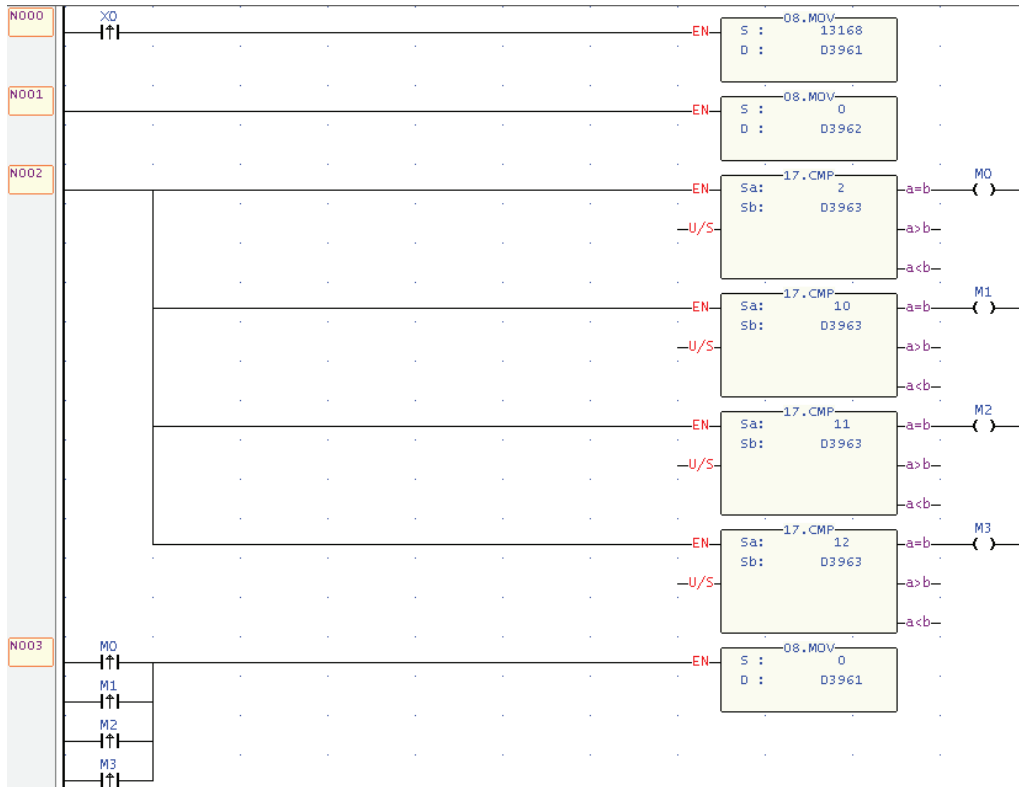 N000
X0
EN
08.MOV
S : 13168
D : D3961
N001
EN
08.MOV
S : 0
D : D3962
N002
EN
U/S
17.CMP
Sa: 2
Sb: D3963
a=b
a>b
a<b
M0
EN
U/S
17.CMP
Sa: 10
Sb: D3963
a=b
a>b
a<b
M1
EN
U/S
17.CMP
Sa: 11
Sb: D3963
a=b
a>b
a<b
M2
EN
U/S
17.CMP
Sa: 12
Sb: D3963
a=b
a>b
a<b
M3
N003
M0
M1
M2
M3
EN
08.MOV
S : 0
D : D3961